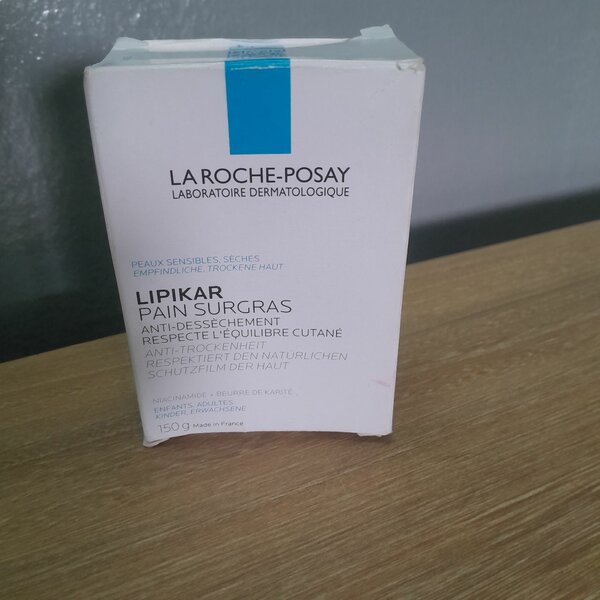 LA ROCHE-POSAY
LABORATOIRE DERMATOLOGIQUE
PEAUX SENSIBLES, SÈCHES
EMPFINDLICHE, TROCKENE HAUT
LIPIKAR
PAIN SURGRAS
ANTI-DESSÈCHEMENT
RESPECTE L'ÉQUILIBRE CUTANÉ
ANTI-TROCKENHEIT
RESPEKTIERT DEN NATÜRLICHEN
SCHUTZFILM DER HAUT
NIACINAMIDE + BEURRE DE KARITÉ
ENFANTS, ADULTES
KINDER, ERWACHSENE
150 g Made in France